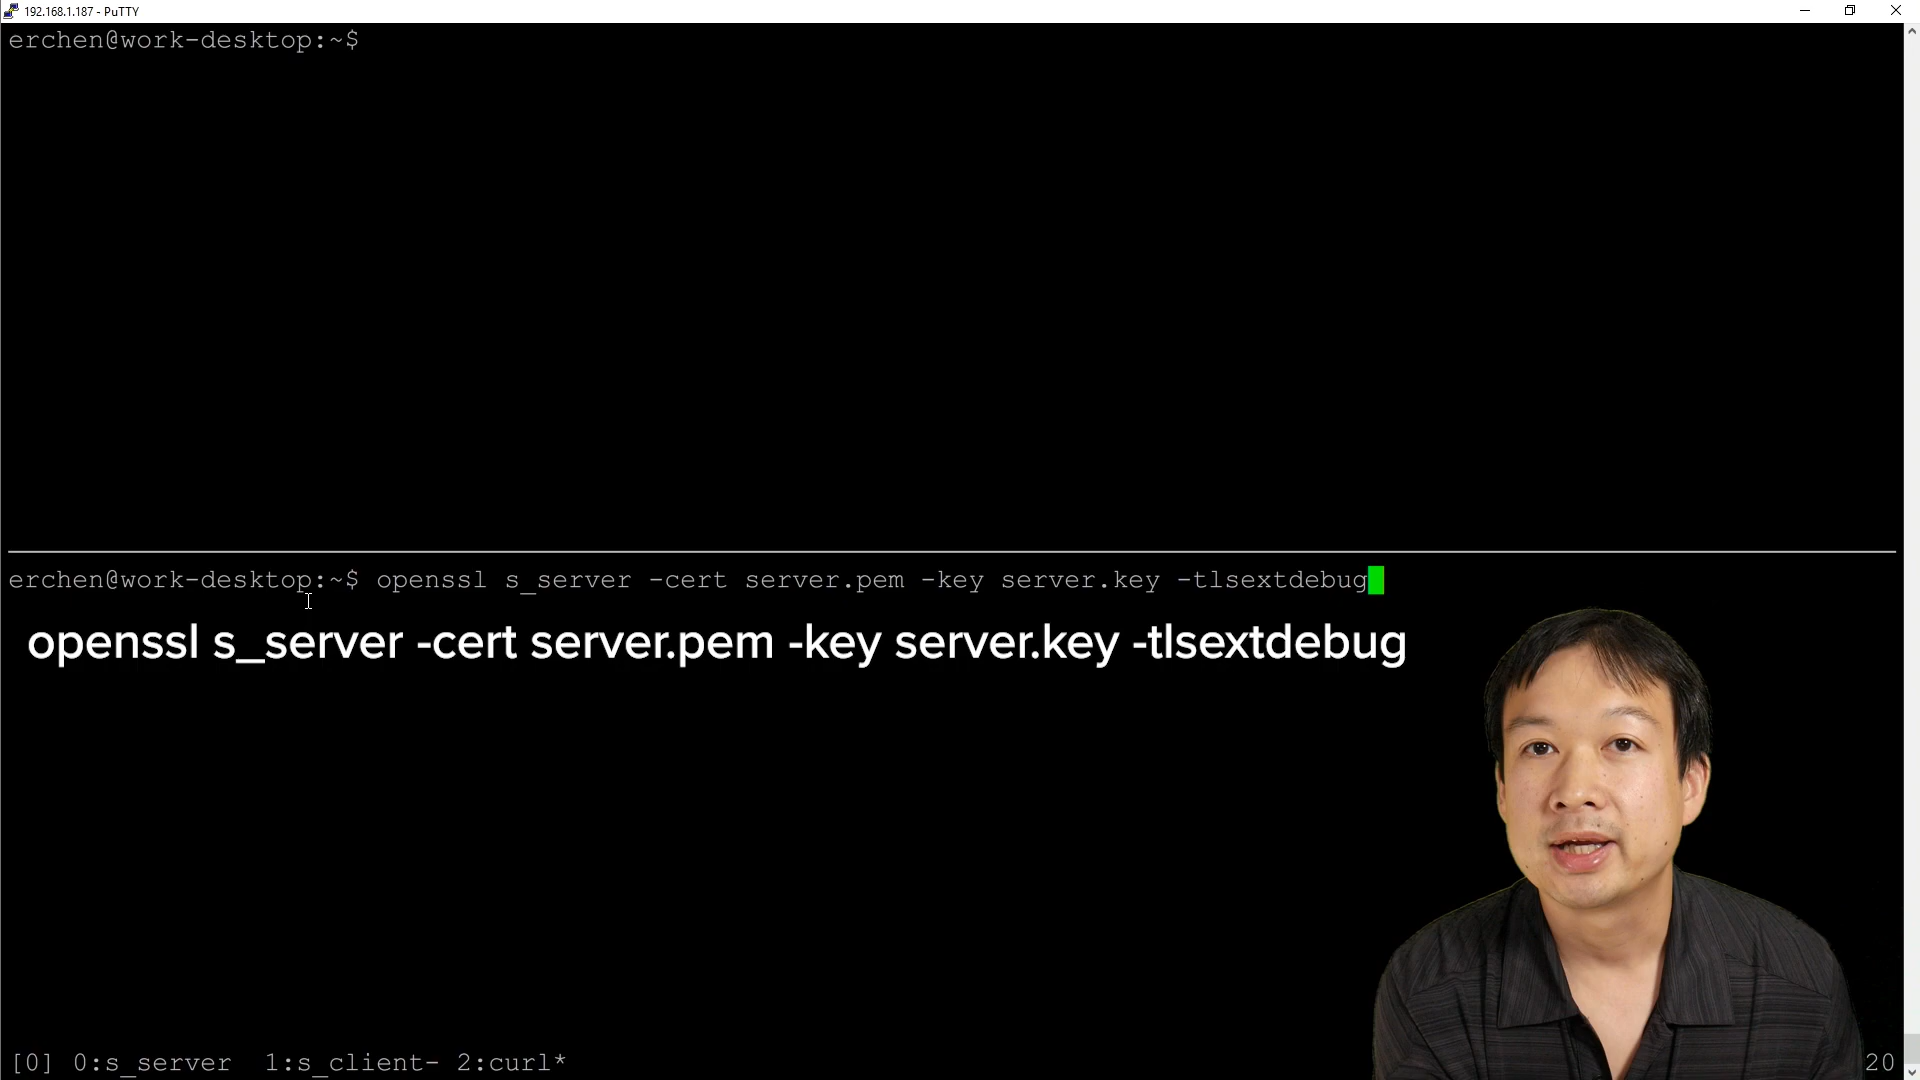 192.168.1.187 - PuTTY
erchen@work-desktop:~$
erchen@work-desktop:~$ openssl s_server -cert server.pem -key server.key -tlsextdebug
openssl s_server -cert server.pem -key server.key -tlsextdebug
[0] 0:s_server  1:s_client- 2:curl*
20